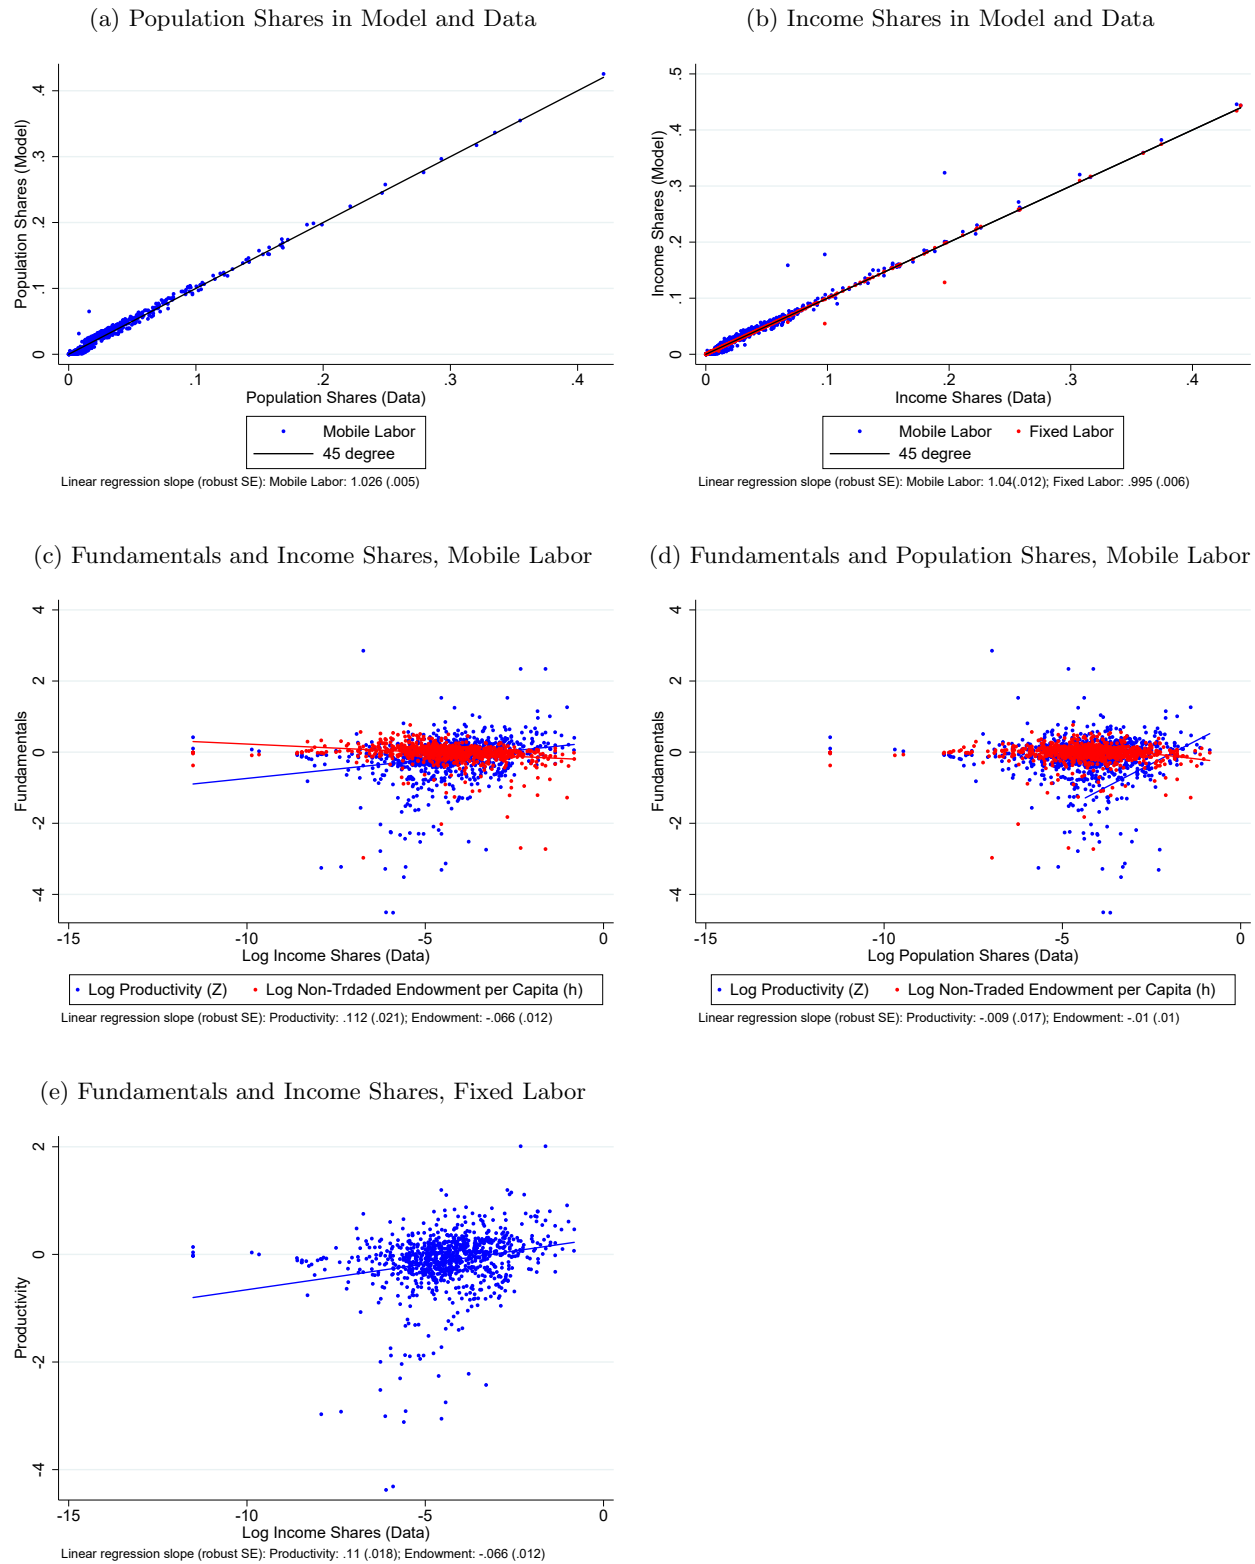 (a) Population Shares in Model and Data
Population Shares (Model)
.4
.3
.2
.1
0
0 .1 .2 .3 .4
Population Shares (Data)
Mobile Labor
45 degree
Linear regression slope (robust SE): Mobile Labor: 1.026 (.005)
(b) Income Shares in Model and Data
Income Shares (Model)
.5
.4
.3
.2
.1
0
0 .1 .2 .3 .4
Income Shares (Data)
Mobile Labor Fixed Labor
45 degree
Linear regression slope (robust SE): Mobile Labor: 1.04(.012); Fixed Labor: .995 (.006)
(c) Fundamentals and Income Shares, Mobile Labor
Fundamentals
4
2
0
-2
-4
-15 -10 -5 0
Log Income Shares (Data)
Log Productivity (Z) Log Non-Trdaded Endowment per Capita (h)
Linear regression slope (robust SE): Productivity: .112 (.021); Endowment: -.066 (.012)
(d) Fundamentals and Population Shares, Mobile Labor
Fundamentals
4
2
0
-2
-4
-15 -10 -5 0
Log Population Shares (Data)
Log Productivity (Z) Log Non-Traded Endowment per Capita (h)
Linear regression slope (robust SE): Productivity: -.009 (.017); Endowment: -.01 (.01)
(e) Fundamentals and Income Shares, Fixed Labor
Productivity
2
0
-2
-4
-15 -10 -5 0
Log Income Shares (Data)
Linear regression slope (robust SE): Productivity: .11 (.018); Endowment: -.066 (.012)